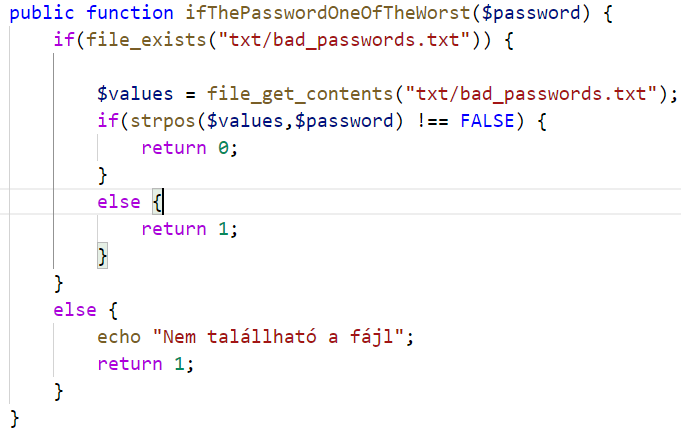 public function ifThePasswordOneOfTheWorst($password) {
if(file_exists("txt/bad_passwords.txt")) {
$values = file_get_contents("txt/bad_passwords.txt");
if(strpos($values,$password) !== FALSE) {
return 0;
}
else {
return 1;
}
}
else {
echo "Nem talállható a fájl";
return 1;
}
}